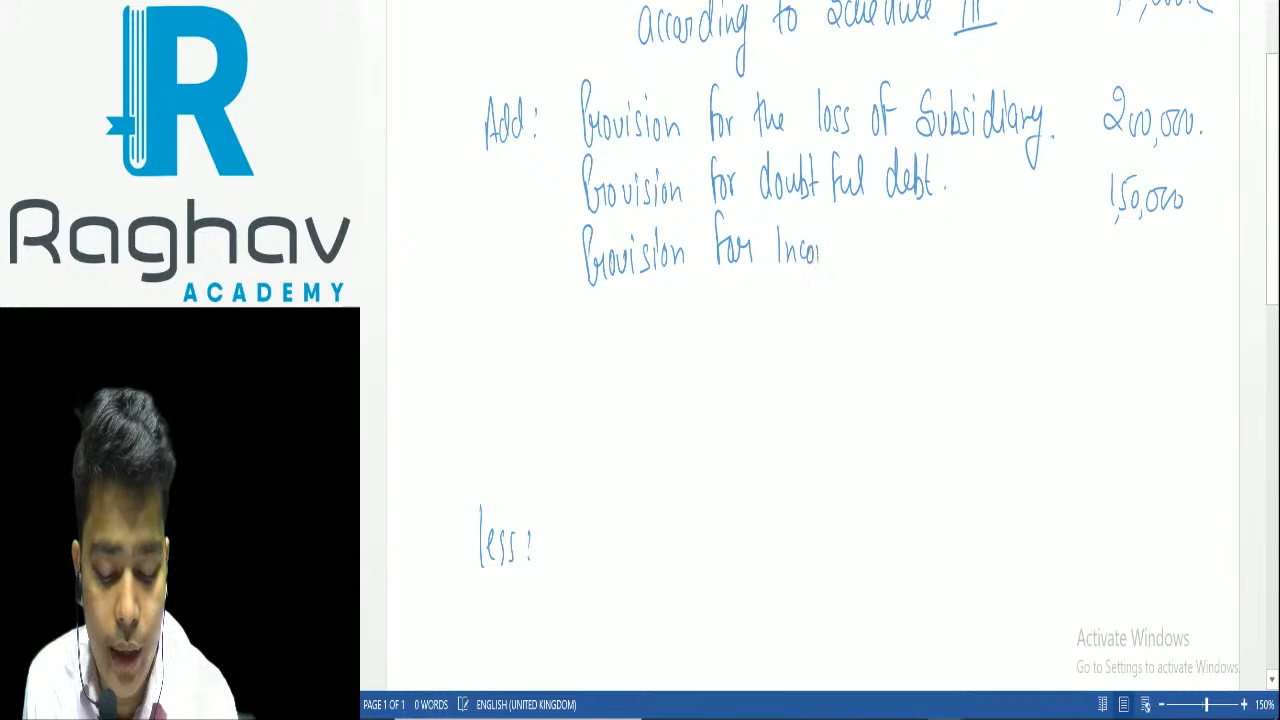 according to Schedule III
Add: Provision for the loss of Subsidiary. 200,000.
Provision for doubtful debt. 1,50,000
Provision for Inco
less:
R
Raghav
ACADEMY
Activate Windows
Go to Settings to activate Windows.
PAGE 1 OF 1 0 WORDS ENGLISH (UNITED KINGDOM) 150%